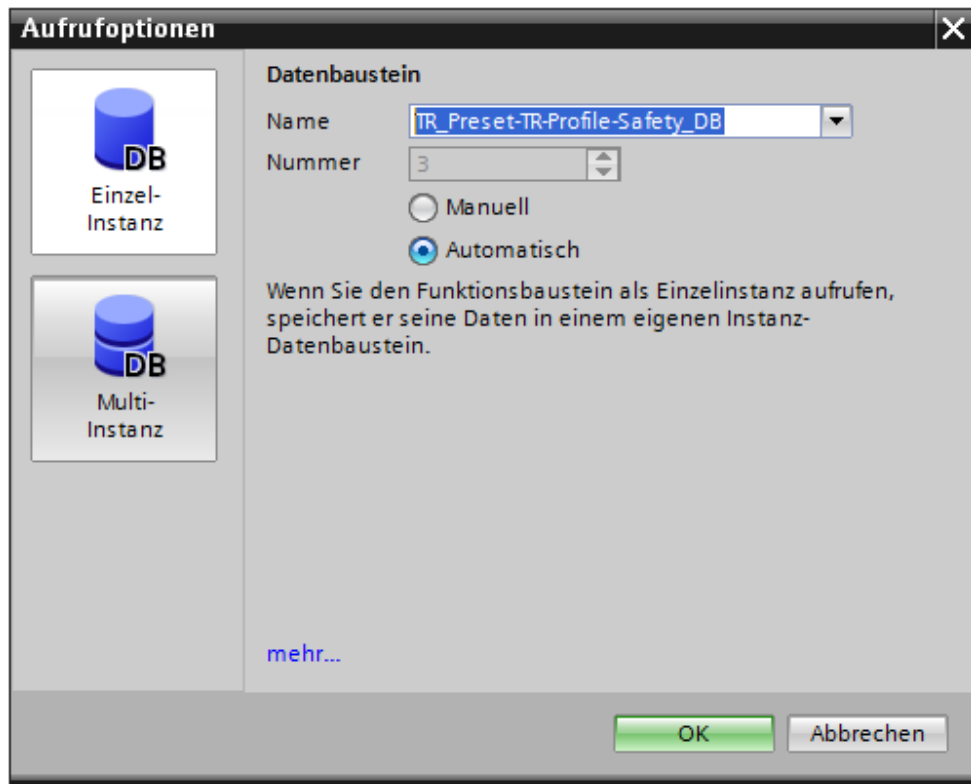 Aufrufoptionen
Datenbaustein
Name
TR_Preset-TR-Profile-Safety_DB
Nummer
3
Manuell
Automatisch
Wenn Sie den Funktionsbaustein als Einzelinstanz aufrufen,
speichert er seine Daten in einem eigenen Instanz-
Datenbaustein.
mehr...
DB
Einzel-
Instanz
DB
Multi-
Instanz
OK
Abbrechen